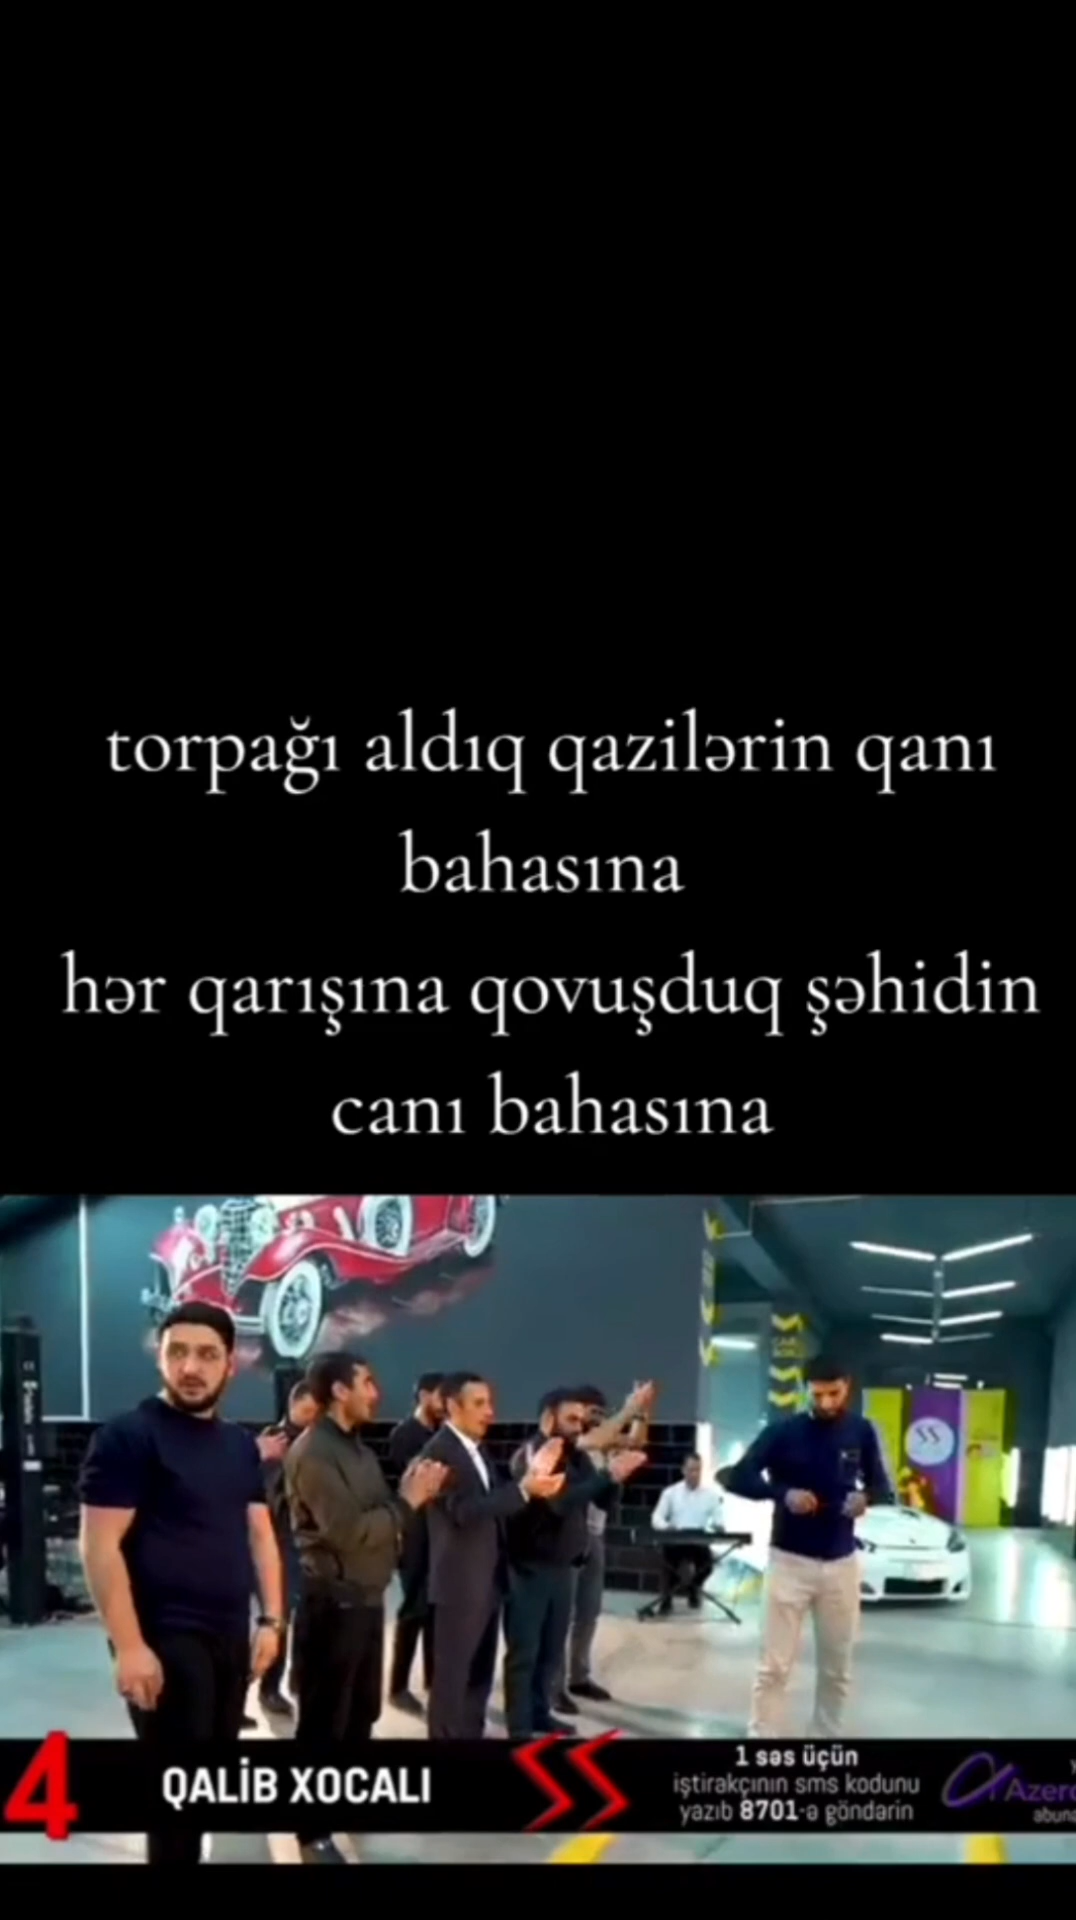 torpağı aldıq qazilərin qanı
bahasına
hər qarışına qovuşduq şəhidin
canı bahasına
4
QALİB XOCALI
1 səs üçün
iştirakçının sms kodunu
yazıb 8701-ə göndərin